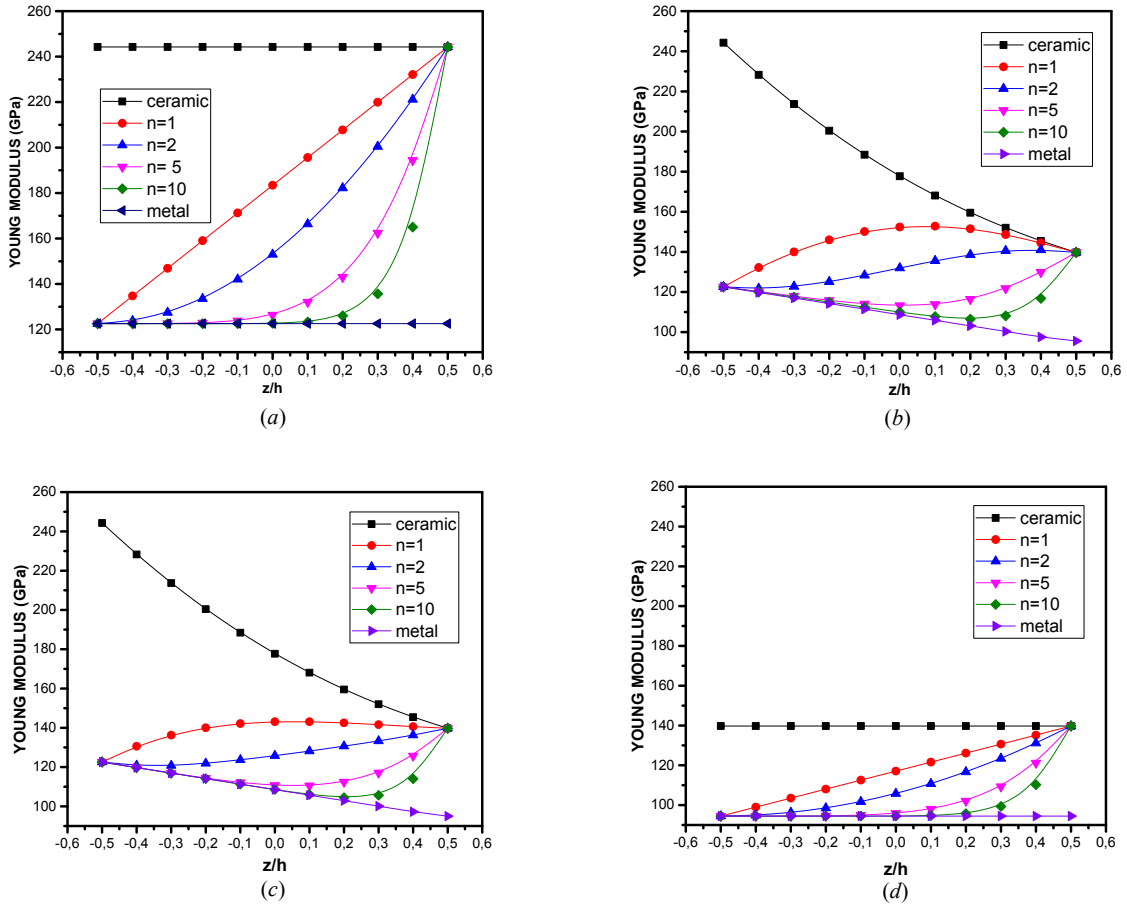 260
240
220
200
180
160
140
120
YOUNG MODULUS (GPa)
ceramic
n=1
n=2
n= 5
n=10
metal
-0,6 -0,5 -0,4 -0,3 -0,2 -0,1 0,0 0,1 0,2 0,3 0,4 0,5 0,6
z/h
(a)
260
240
220
200
180
160
140
120
100
YOUNG MODULUS (GPa)
ceramic
n=1
n=2
n=5
n=10
metal
-0,6 -0,5 -0,4 -0,3 -0,2 -0,1 0,0 0,1 0,2 0,3 0,4 0,5 0,6
z/h
(b)
260
240
220
200
180
160
140
120
100
YOUNG MODULUS (GPa)
ceramic
n=1
n=2
n=5
n=10
metal
-0,6 -0,5 -0,4 -0,3 -0,2 -0,1 0,0 0,1 0,2 0,3 0,4 0,5 0,6
z/h
(c)
260
240
220
200
180
160
140
120
100
YOUNG MODULUS (GPa)
ceramic
n=1
n=2
n=5
n=10
metal
-0,6 -0,5 -0,4 -0,3 -0,2 -0,1 0,0 0,1 0,2 0,3 0,4 0,5 0,6
z/h
(d)